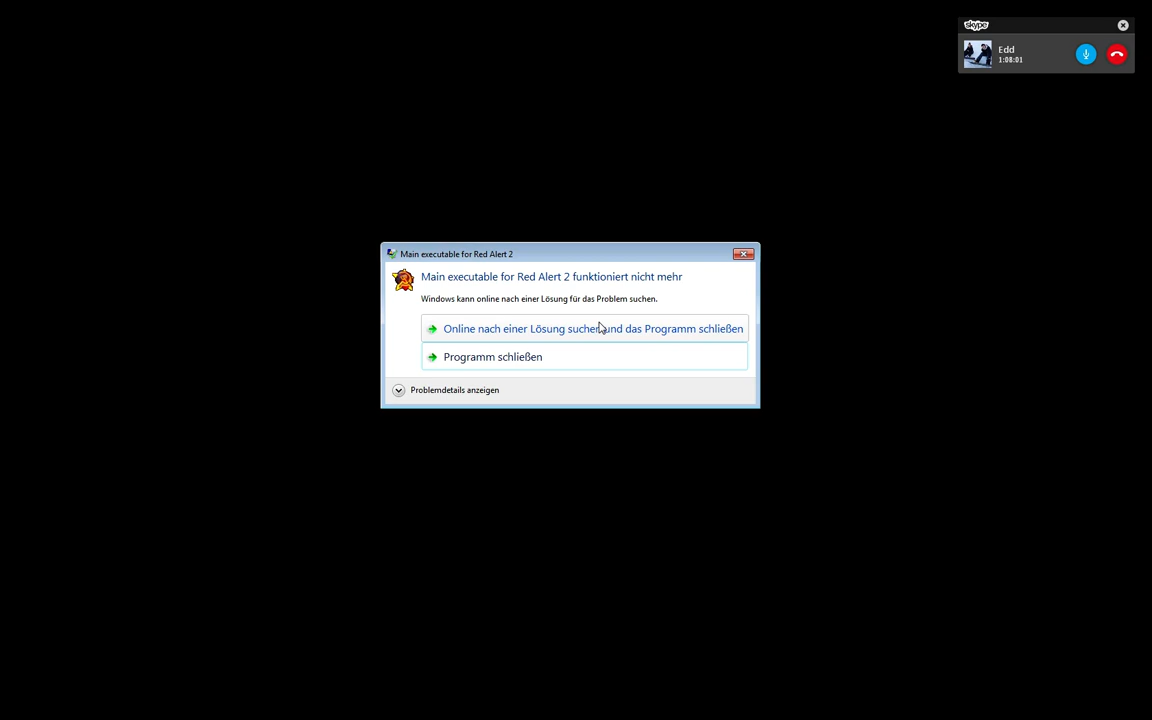 skype
Edd
1:08:01
Main executable for Red Alert 2
Main executable for Red Alert 2 funktioniert nicht mehr
Windows kann online nach einer Lösung für das Problem suchen.
Online nach einer Lösung suchen und das Programm schließen
Programm schließen
Problemdetails anzeigen